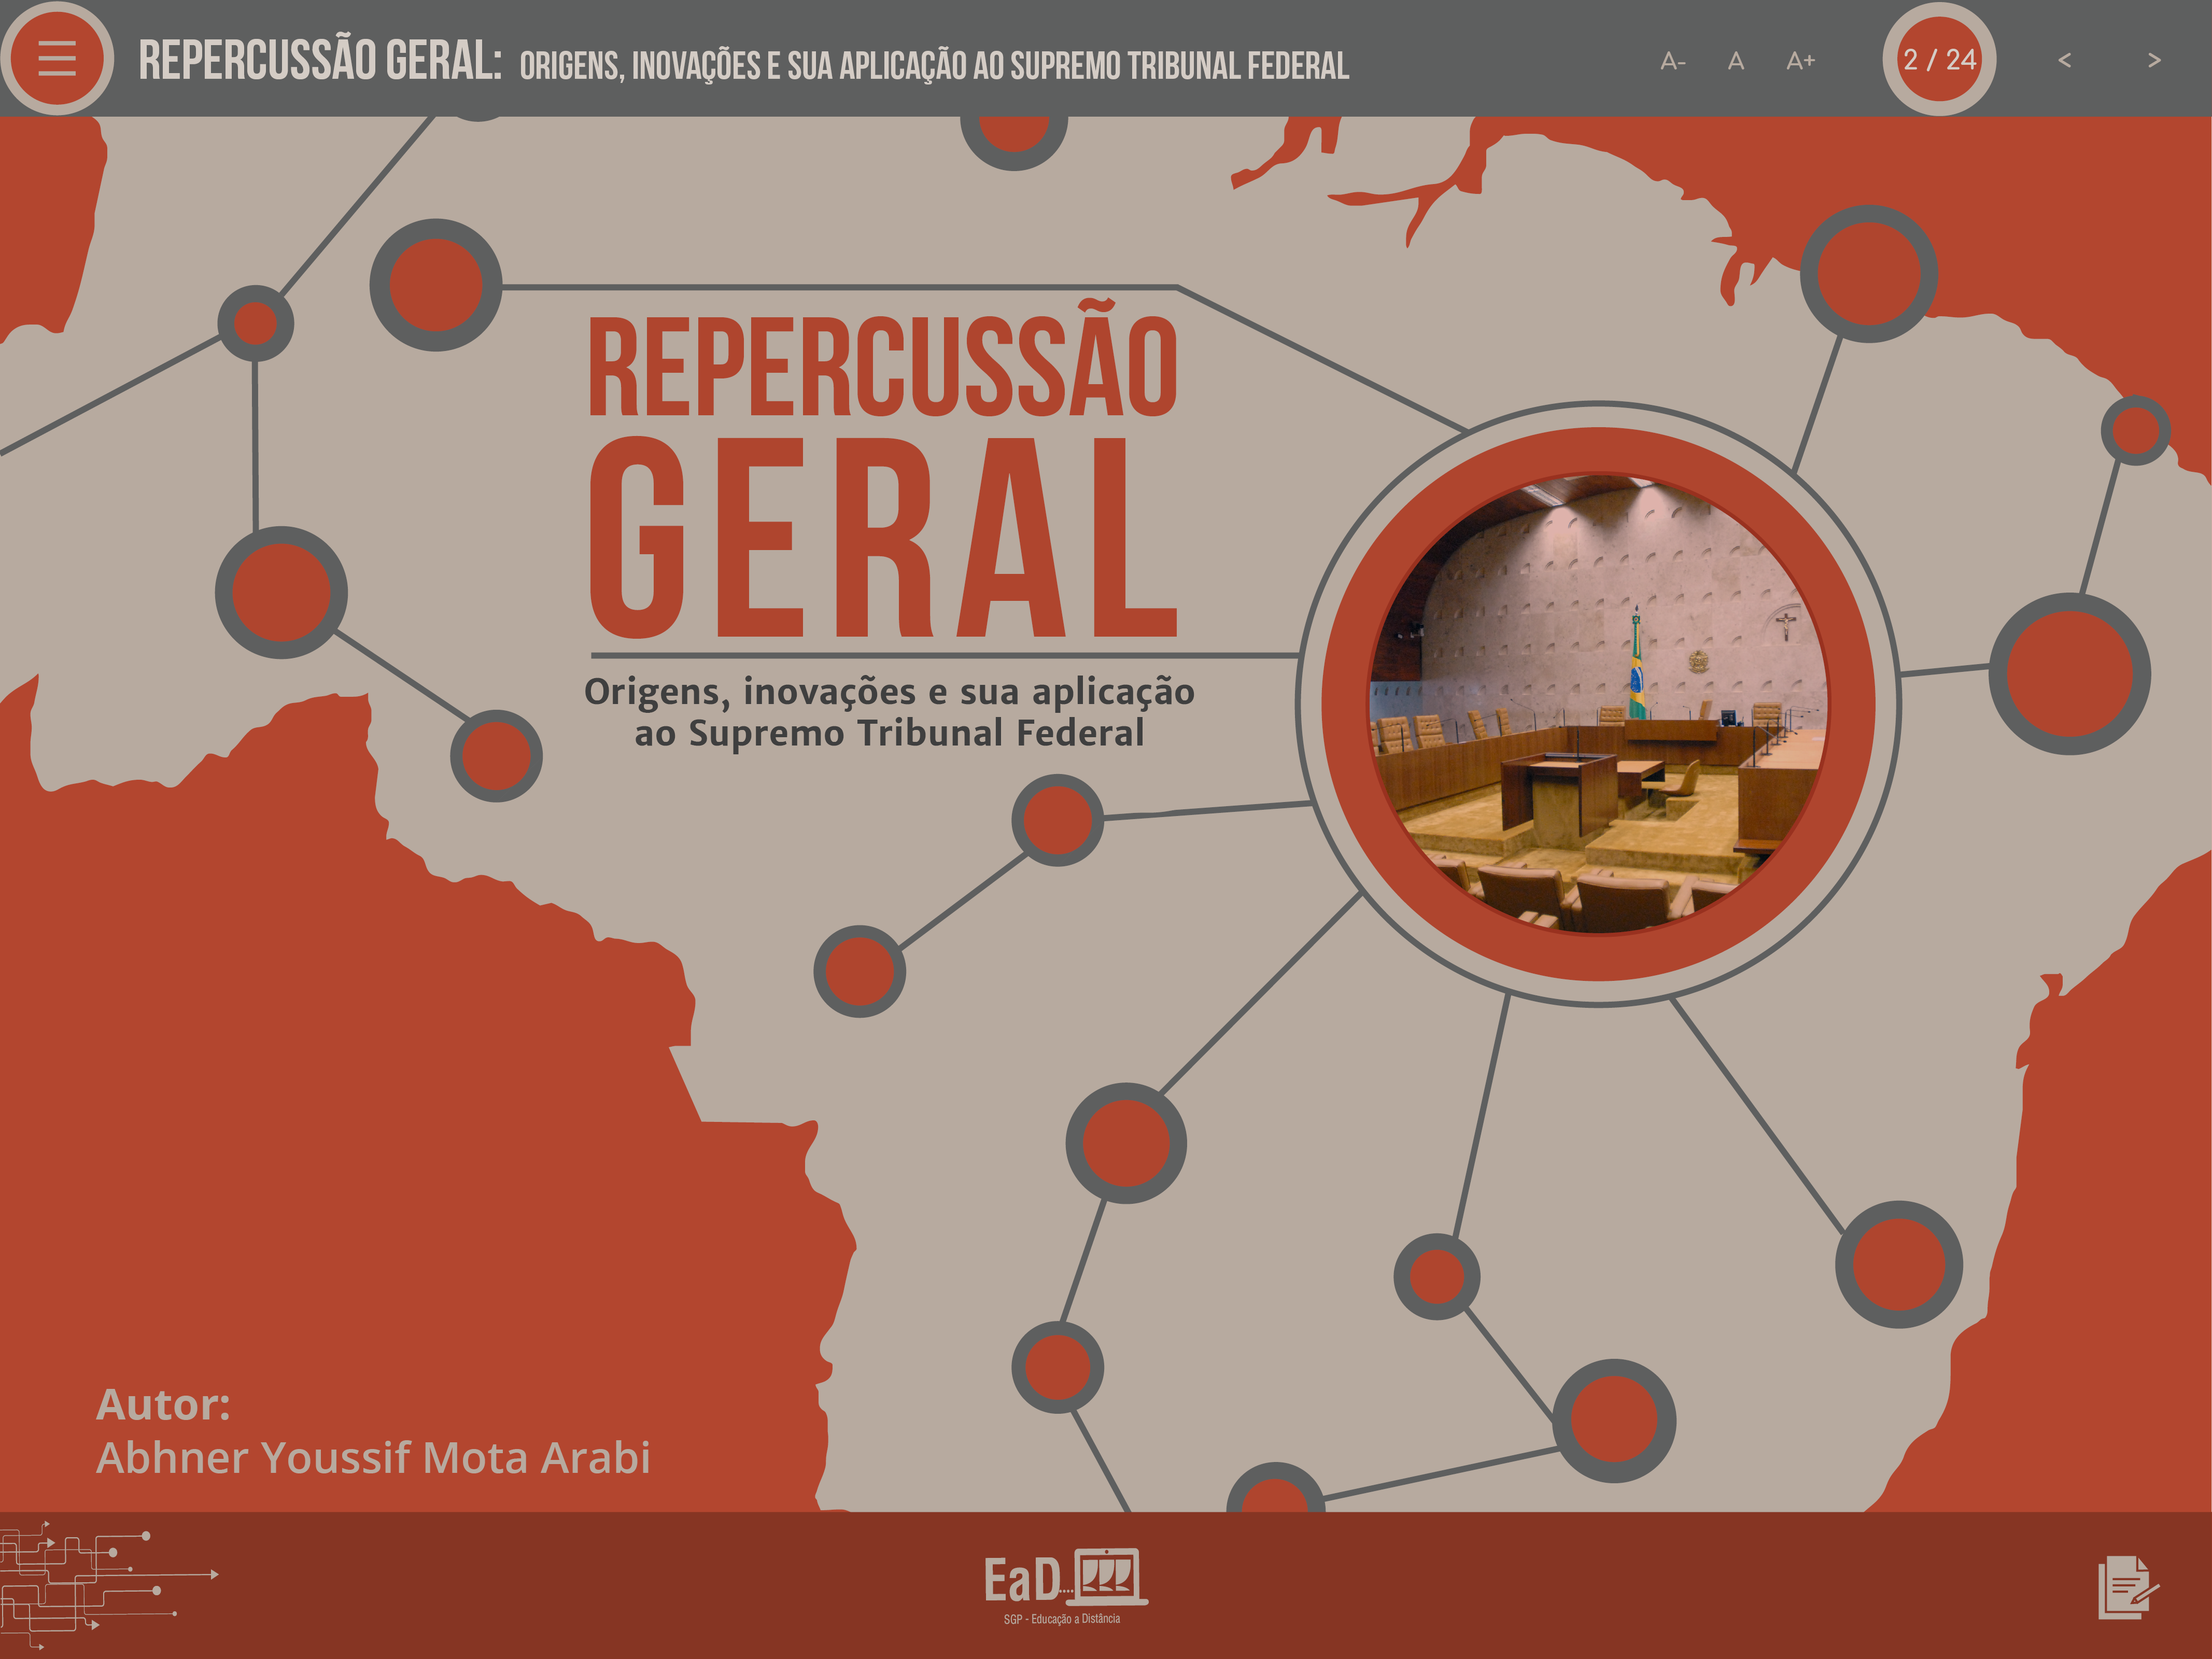 REPERCUSSÃO GERAL: ORIGENS, INOVAÇÕES E SUA APLICAÇÃO AO SUPREMO TRIBUNAL FEDERAL
A- A A+ 2 / 24 < >
REPERCUSSÃO
GERAL
Origens, inovações e sua aplicação
ao Supremo Tribunal Federal
Autor:
Abhner Youssif Mota Arabi
EaD
SGP - Educação a Distância